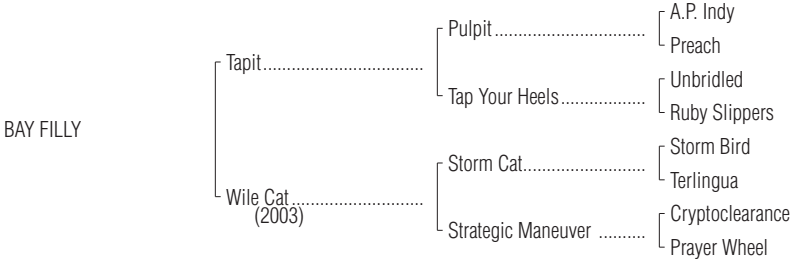 A.P. Indy
Pulpit..............................
Preach
Tapit................................
Unbridled
Tap Your Heels.................
Ruby Slippers
BAY FILLY
Storm Bird
Storm Cat........................
Terlingua
Wile Cat..........................
(2003)
Cryptoclearance
Strategic Maneuver ..........
Prayer Wheel